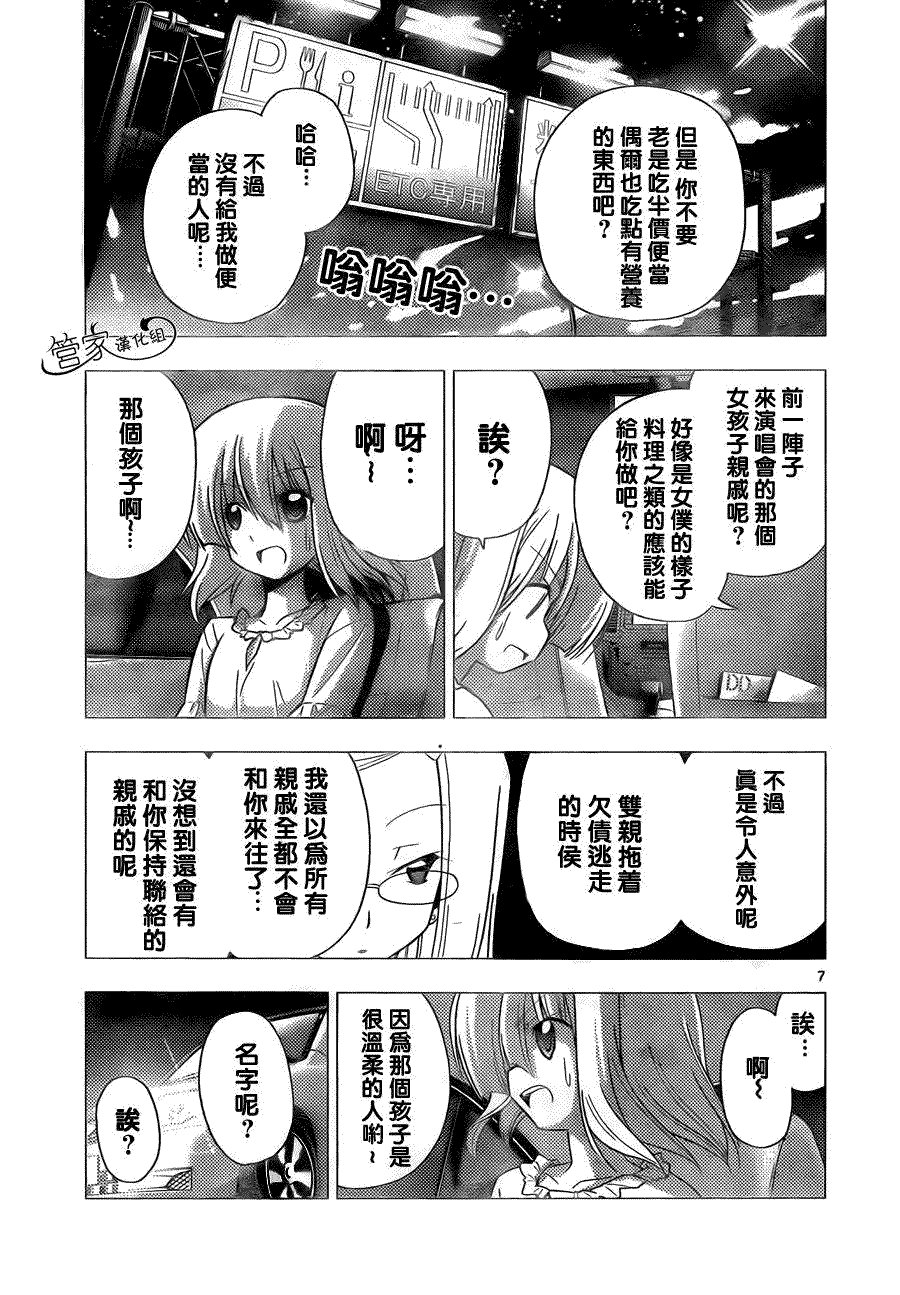 但是 你不要
老是吃半價便當
偶爾也吃點有營養
的東西吧？
P
i
ETC専用
哈哈…
不過
沒有給我做便
當的人呢…
嗡嗡嗡…
管家漢化組
前一陣子
來演唱會的那個
女孩子親戚呢？
好像是女僕的樣子
料理之類的應該能
給你做吧？
誒？
DD
呀…
啊～
那個孩子啊～
不過
眞是令人意外呢
雙親拖着
欠債逃走
的時侯
我還以爲所有
親戚全都不會
和你來往了…
沒想到還會有
和你保持聯絡的
親戚的呢
7
誒…
啊～
因爲那個孩子是
很溫柔的人喲～
名字呢？
誒？